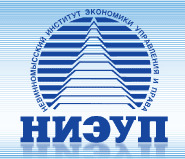 НЕВИННОМЫССКИЙ ИНСТИТУТ ЭКОНОМИКИ УПРАВЛЕНИЯ И ПРАВА
НИЭУП